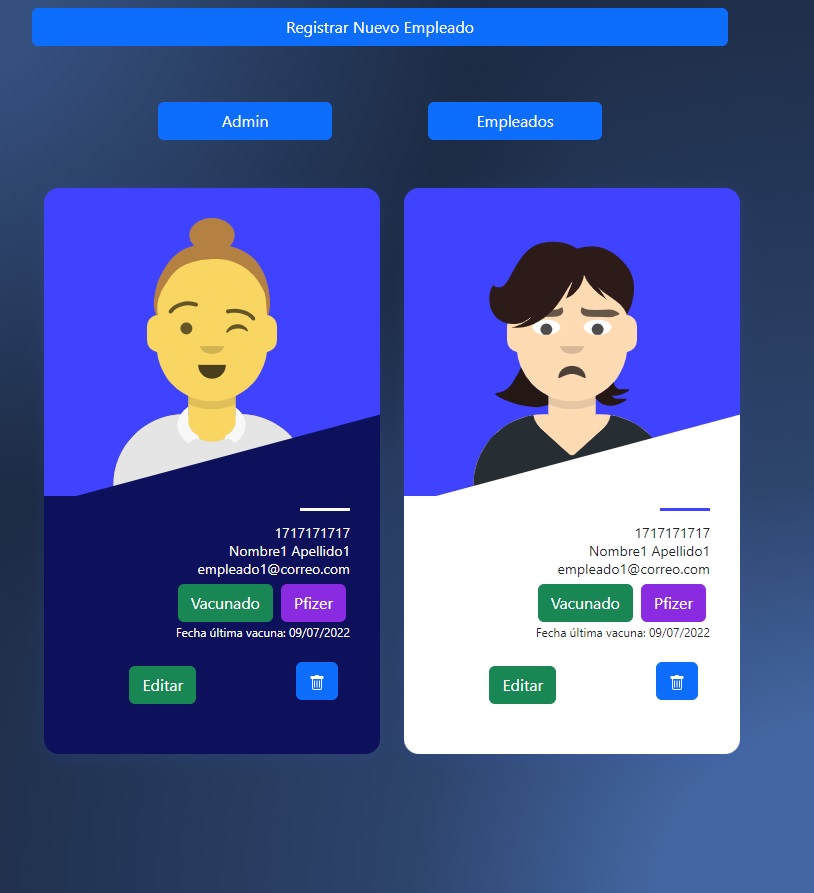 Registrar Nuevo Empleado
Admin
Empleados
1717171717
Nombre1 Apellido1
empleado1@correo.com
Vacunado Pfizer
Fecha última vacuna: 09/07/2022
Editar
1717171717
Nombre1 Apellido1
empleado1@correo.com
Vacunado Pfizer
Fecha última vacuna: 09/07/2022
Editar